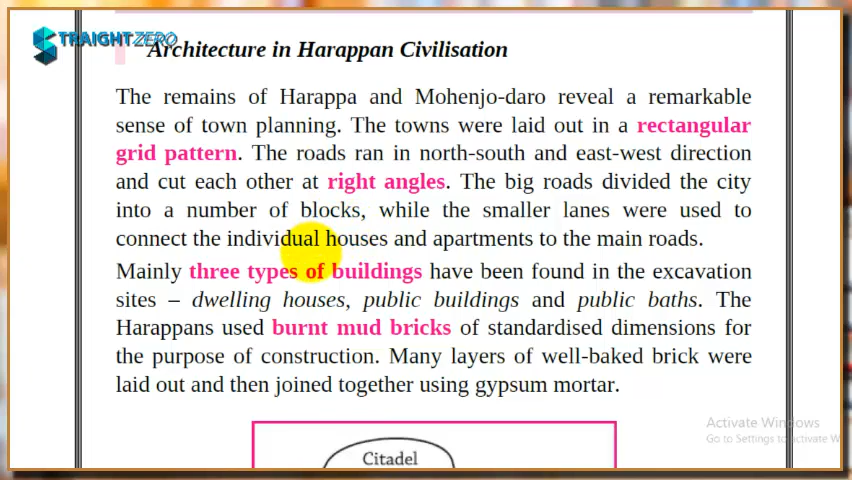 STRAIGHTZERO
Architecture in Harappan Civilisation
The remains of Harappa and Mohenjo-daro reveal a remarkable
sense of town planning. The towns were laid out in a rectangular
grid pattern. The roads ran in north-south and east-west direction
and cut each other at right angles. The big roads divided the city
into a number of blocks, while the smaller lanes were used to
connect the individual houses and apartments to the main roads.
Mainly three types of buildings have been found in the excavation
sites – dwelling houses, public buildings and public baths. The
Harappans used burnt mud bricks of standardised dimensions for
the purpose of construction. Many layers of well-baked brick were
laid out and then joined together using gypsum mortar.
Activate Windows
Go to Settings to activate W
Citadel